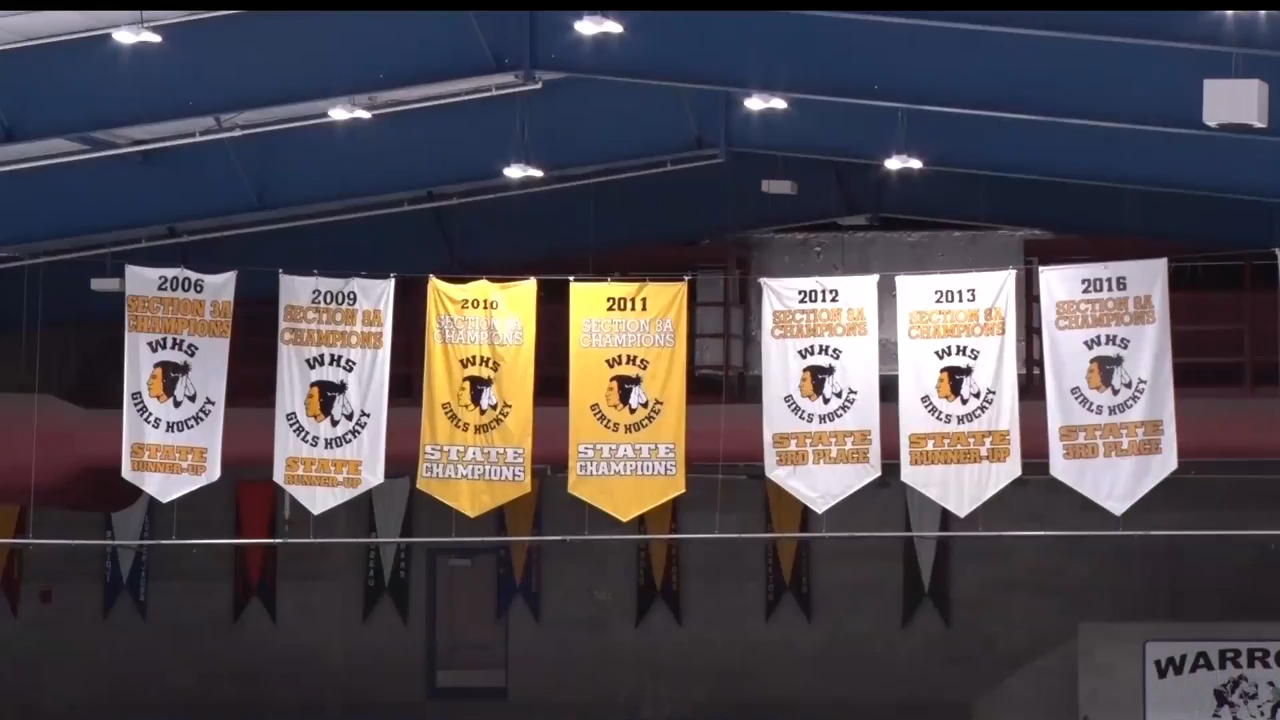 2006
SECTION 3A
CHAMPIONS
WHS
GIRLS HOCKEY
STATE
RUNNER-UP
2009
SECTION 8A
CHAMPIONS
WHS
GIRLS HOCKEY
STATE
RUNNER-UP
2010
SECTION 8A
CHAMPIONS
WHS
GIRLS HOCKEY
STATE
CHAMPIONS
2011
SECTION 8A
CHAMPIONS
WHS
GIRLS HOCKEY
STATE
CHAMPIONS
2012
SECTION 8A
CHAMPIONS
WHS
GIRLS HOCKEY
STATE
3RD PLACE
2013
SECTION 8A
CHAMPIONS
WHS
GIRLS HOCKEY
STATE
RUNNER-UP
2016
SECTION 8A
CHAMPIONS
WHS
GIRLS HOCKEY
STATE
3RD PLACE
WARRO